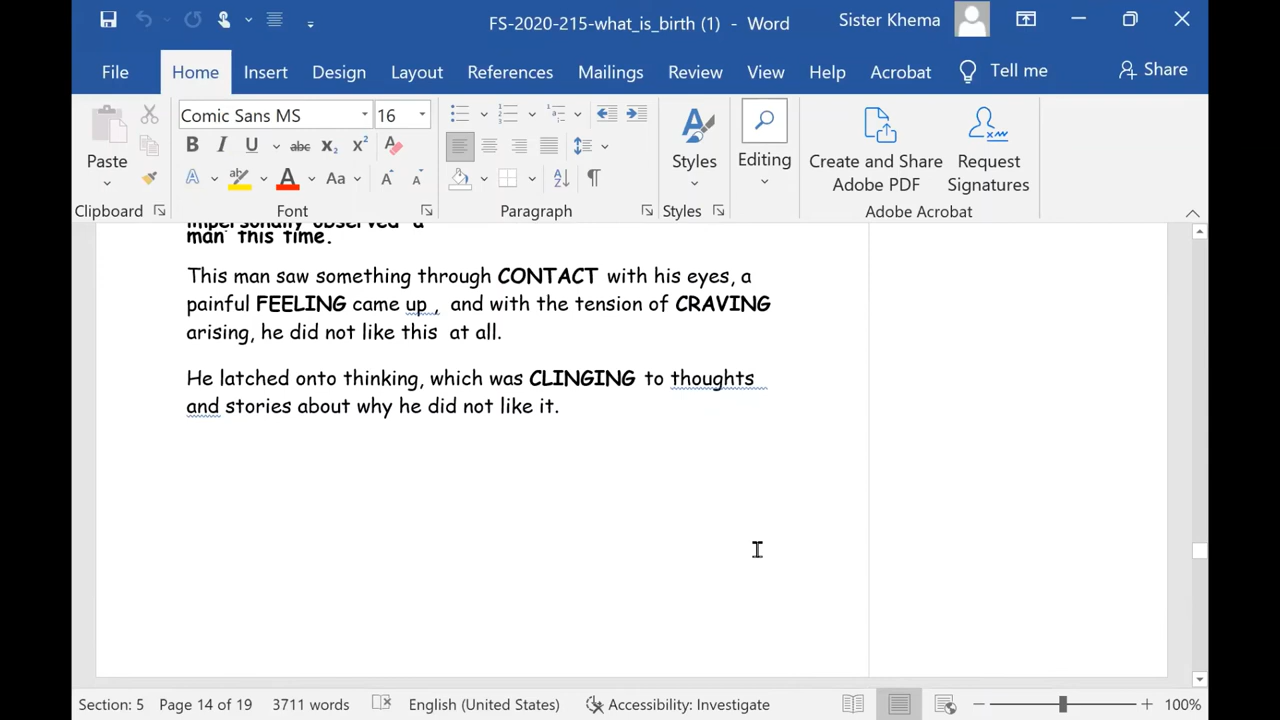 FS-2020-215-what_is_birth (1) - Word
Sister Khema
File
Home
Insert
Design
Layout
References
Mailings
Review
View
Help
Acrobat
Tell me
Share
Comic Sans MS
16
Paste
Styles
Editing
Create and Share
Adobe PDF
Request
Signatures
Clipboard
Font
Paragraph
Styles
Adobe Acrobat
impersonally observed 'a
man' this time.
This man saw something through CONTACT with his eyes, a
painful FEELING came up , and with the tension of CRAVING
arising, he did not like this at all.
He latched onto thinking, which was CLINGING to thoughts
and stories about why he did not like it.
Section: 5
Page 14 of 19
3711 words
English (United States)
Accessibility: Investigate
100%